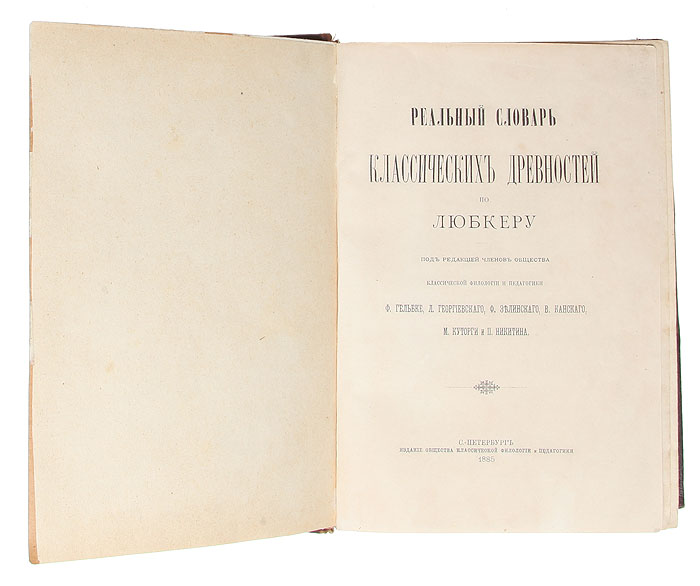 РЕАЛЬНЫЙ СЛОВАРЬ
КЛАССИЧЕСКИХЪ ДРЕВНОСТЕЙ
ПО
ЛЮБКЕРУ
ПОДЪ РЕДАКЦІЕЙ ЧЛЕНОВЪ ОБЩЕСТВА
КЛАССИЧЕСКОЙ ФИЛОЛОГІИ И ПЕДАГОГИКИ
Ф. ГЕЛЬБКЕ, Л. ГЕОРГІЕВСКАГО, Ф. ЗѢЛИНСКАГО, В. КАНСКАГО,
М. КУТОРГИ и П. НИКИТИНА.
С.-ПЕТЕРБУРГЪ
ИЗДАНІЕ ОБЩЕСТВА КЛАССИЧЕСКОЙ ФИЛОЛОГІИ и ПЕДАГОГИКИ
1885